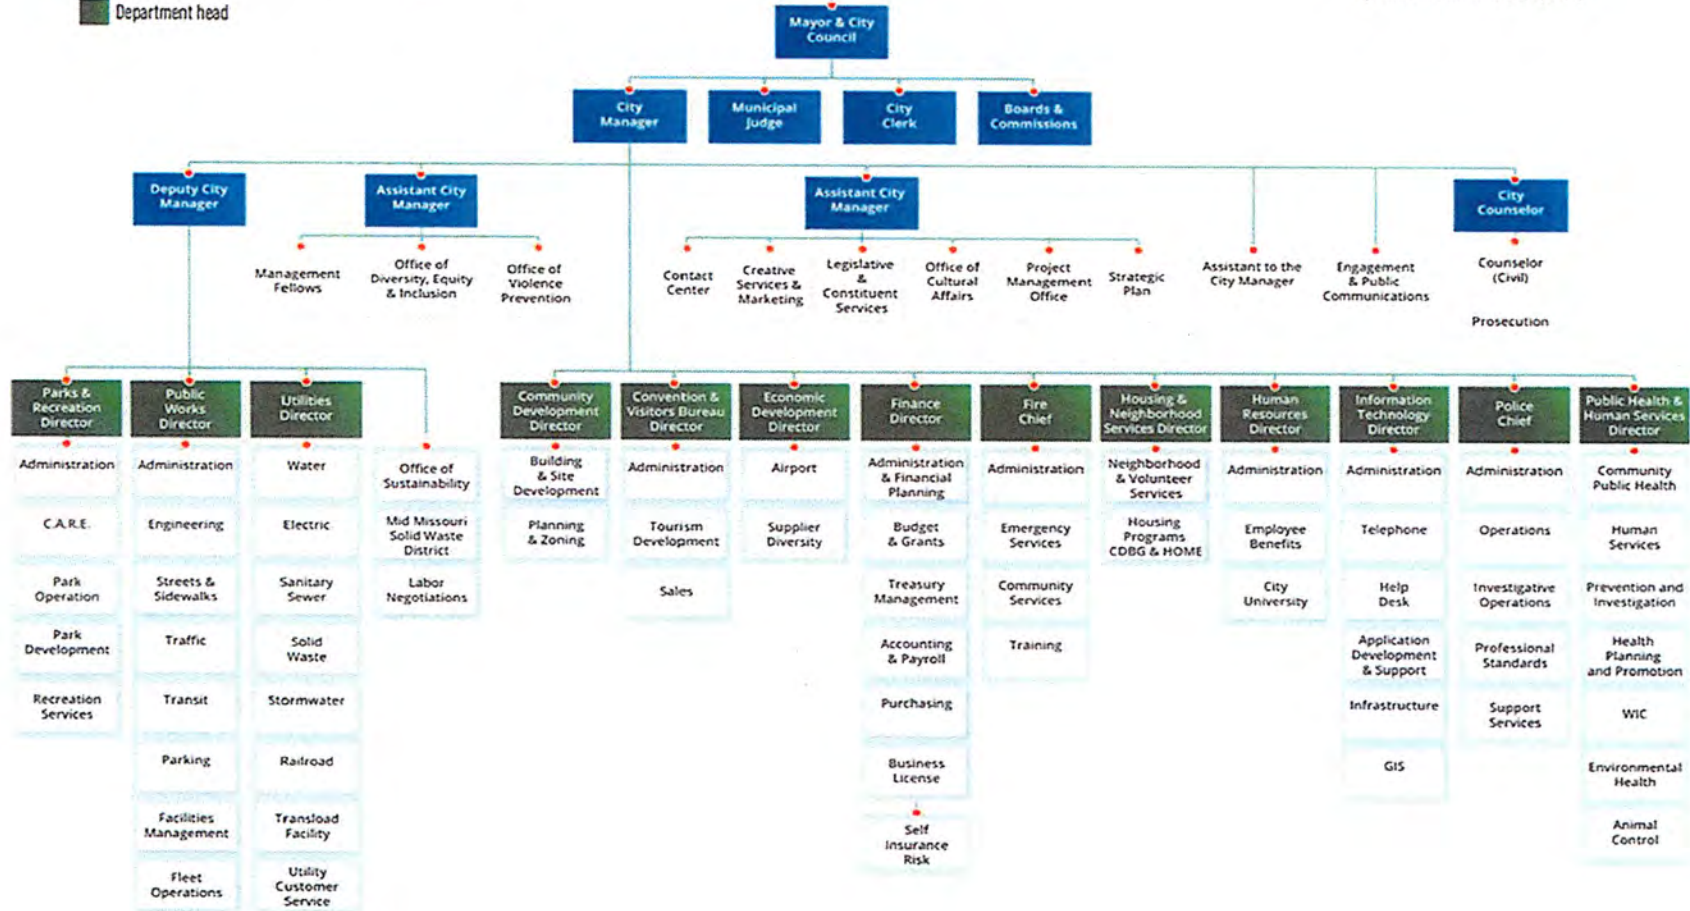 Department head
Mayor & City
Council
City
Manager
Municipal
Judge
City
Clerk
Boards &
Commissions
Deputy City
Manager
Assistant City
Manager
Assistant City
Manager
City
Counselor
Management
Fellows
Office of
Diversity, Equity
& Inclusion
Office of
Violence
Prevention
Contact
Center
Creative
Services &
Marketing
Legislative
&
Constituent
Services
Office of
Cultural
Affairs
Project
Management
Office
Strategic
Plan
Assistant to the
City Manager
Engagement
& Public
Communications
Counselor
(Civil)
Prosecution
Parks &
Recreation
Director
Administration
C.A.R.E.
Park
Operation
Park
Development
Recreation
Services
Public
Works
Director
Administration
Engineering
Streets &
Sidewalks
Traffic
Transit
Parking
Facilities
Management
Fleet
Operations
Utilities
Director
Water
Electric
Sanitary
Sewer
Solid
Waste
Stormwater
Railroad
Transload
Facility
Utility
Customer
Service
Office of
Sustainability
Mid Missouri
Solid Waste
District
Labor
Negotiations
Community
Development
Director
Building
& Site
Development
Planning
& Zoning
Convention &
Visitors Bureau
Director
Administration
Tourism
Development
Sales
Economic
Development
Director
Airport
Supplier
Diversity
Finance
Director
Administration
& Financial
Planning
Budget
& Grants
Treasury
Management
Accounting
& Payroll
Purchasing
Business
License
Self
Insurance
Risk
Fire
Chief
Administration
Emergency
Services
Community
Services
Training
Housing &
Neighborhood
Services Director
Neighborhood
& Volunteer
Services
Housing
Programs
CDBG & HOME
Human
Resources
Director
Administration
Employee
Benefits
City
University
Information
Technology
Director
Administration
Telephone
Help
Desk
Application
Development
& Support
Infrastructure
GIS
Police
Chief
Administration
Operations
Investigative
Operations
Professional
Standards
Support
Services
Public Health &
Human Services
Director
Community
Public Health
Human
Services
Prevention and
Investigation
Health
Planning
and Promotion
WIC
Environmental
Health
Animal
Control